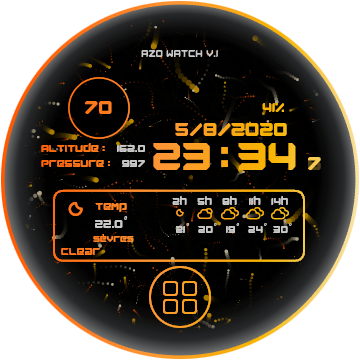 AZO WATCH V.1
70
41%
5/8/2020
Altitude : 162.0
Pressure : 997
23:34 7
2h 5h 8h 11h 14h
Temp
22.0°
20° 19° 24° 30°
sèvres
clear